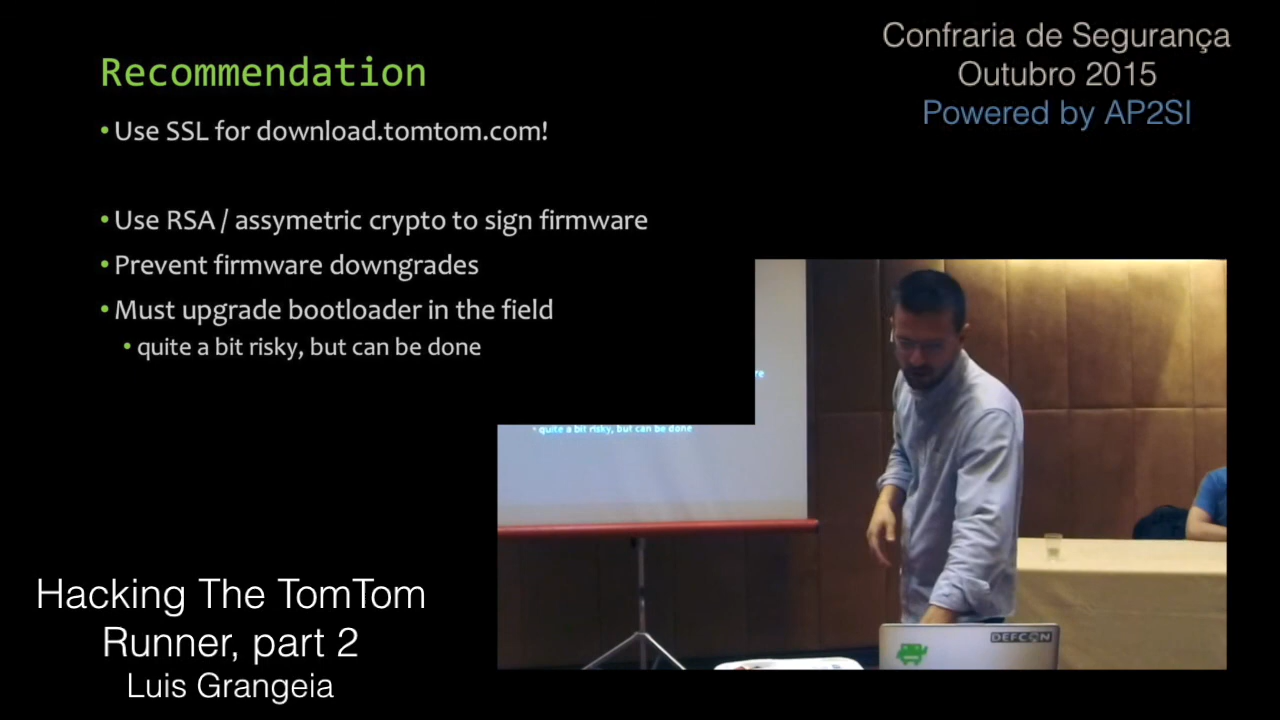 Recommendation
• Use SSL for download.tomtom.com!
• Use RSA / assymetric crypto to sign firmware
• Prevent firmware downgrades
• Must upgrade bootloader in the field
• quite a bit risky, but can be done
Confraria de Segurança
Outubro 2015
Powered by AP2SI
re
• quite a bit risky, but can be done
DEFCON
Hacking The TomTom
Runner, part 2
Luis Grangeia